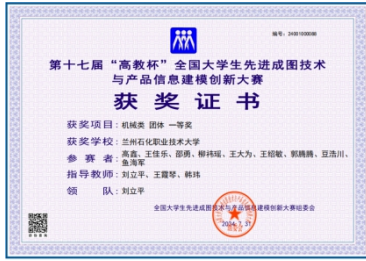 编号：24001930088
第十七届“高教杯”全国大学生先进成图技术
与产品信息建模创新大赛
获奖证书
获奖项目：机械类 团体 一等奖
获奖学校：兰州石化职业技术大学
参赛者：高鑫、王佳乐、邵勇、柳祎瑶、王大为、王绍敏、郭腾腾、豆浩川、
鱼海军
指导教师：刘立平、王霞琴、韩玮
领队：刘立平
全国大学生先进成图技术与产品信息建模创新大赛组委会
2024.7.31